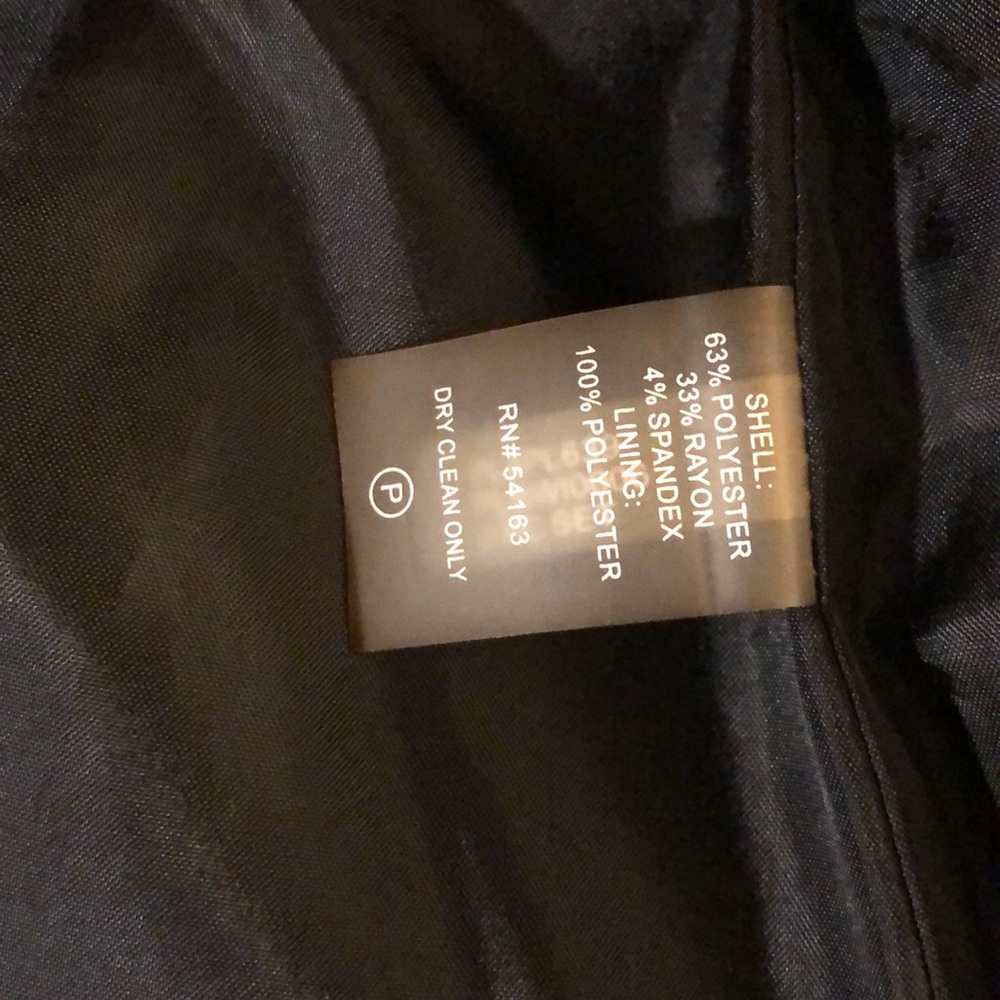 SHELL:
63% POLYESTER
33% RAYON
4% SPANDEX
LINING:
100% POLYESTER
RN# 54163
DRY CLEAN ONLY
P